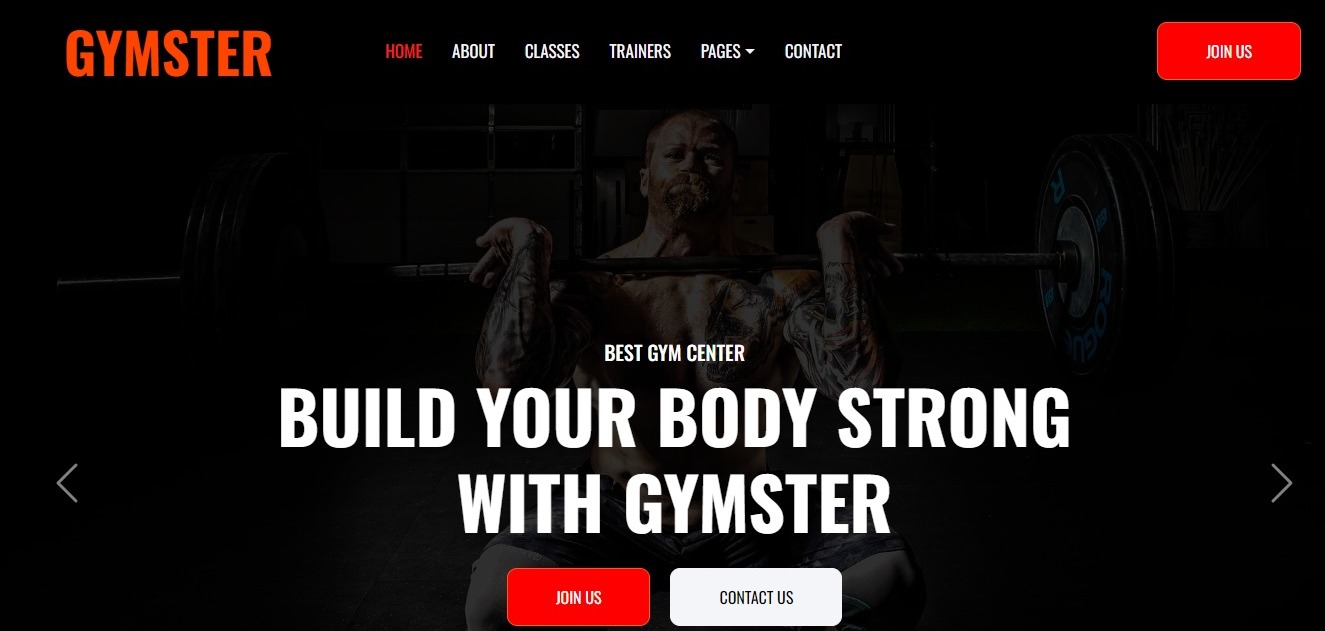 GYMSTER
HOME ABOUT CLASSES TRAINERS PAGES CONTACT
JOIN US
R
ROGUE
BEST GYM CENTER
BUILD YOUR BODY STRONG
WITH GYMSTER
JOIN US CONTACT US